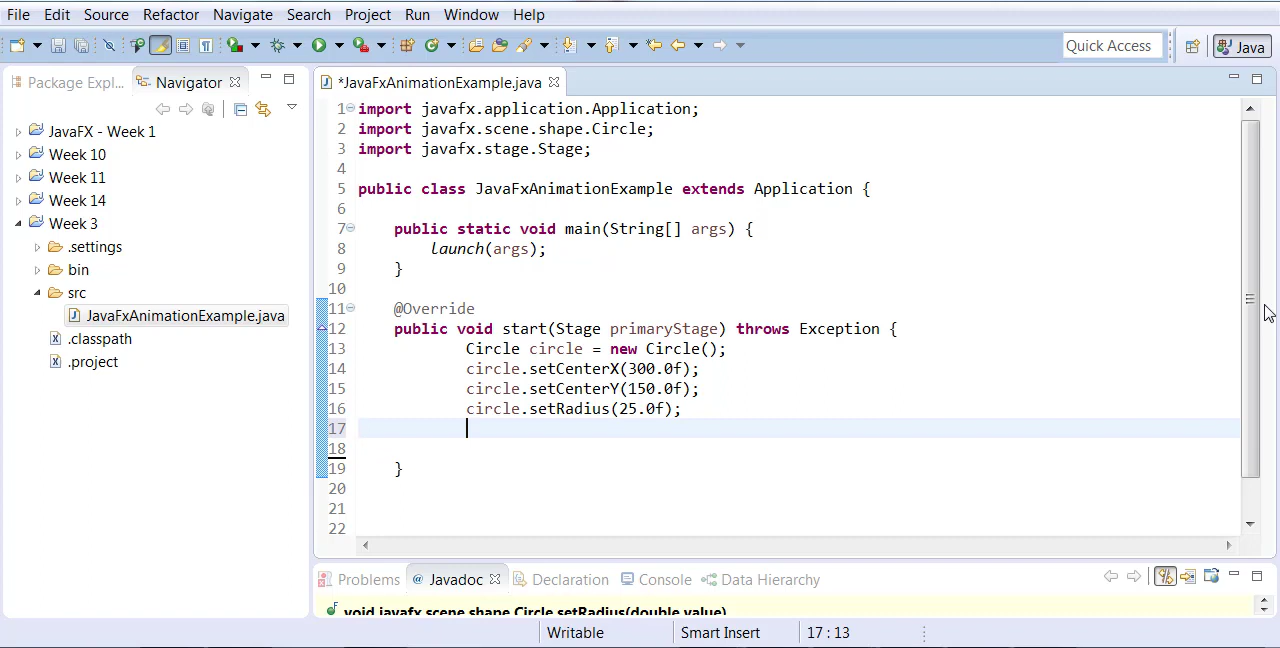 File Edit Source Refactor Navigate Search Project Run Window Help
Quick Access Java
Package Expl... Navigator
*JavaFxAnimationExample.java
JavaFX - Week 1
Week 10
Week 11
Week 14
Week 3
.settings
bin
src
JavaFxAnimationExample.java
.classpath
.project
1 import javafx.application.Application;
2 import javafx.scene.shape.Circle;
3 import javafx.stage.Stage;
4
5 public class JavaFxAnimationExample extends Application {
6
7 public static void main(String[] args) {
8 launch(args);
9 }
10
11 @Override
12 public void start(Stage primaryStage) throws Exception {
13 Circle circle = new Circle();
14 circle.setCenterX(300.0f);
15 circle.setCenterY(150.0f);
16 circle.setRadius(25.0f);
17
18
19 }
20
21
22
Problems @ Javadoc Declaration Console Data Hierarchy
void javafx.scene.shape.Circle.setRadius(double value)
Writable Smart Insert 17 : 13